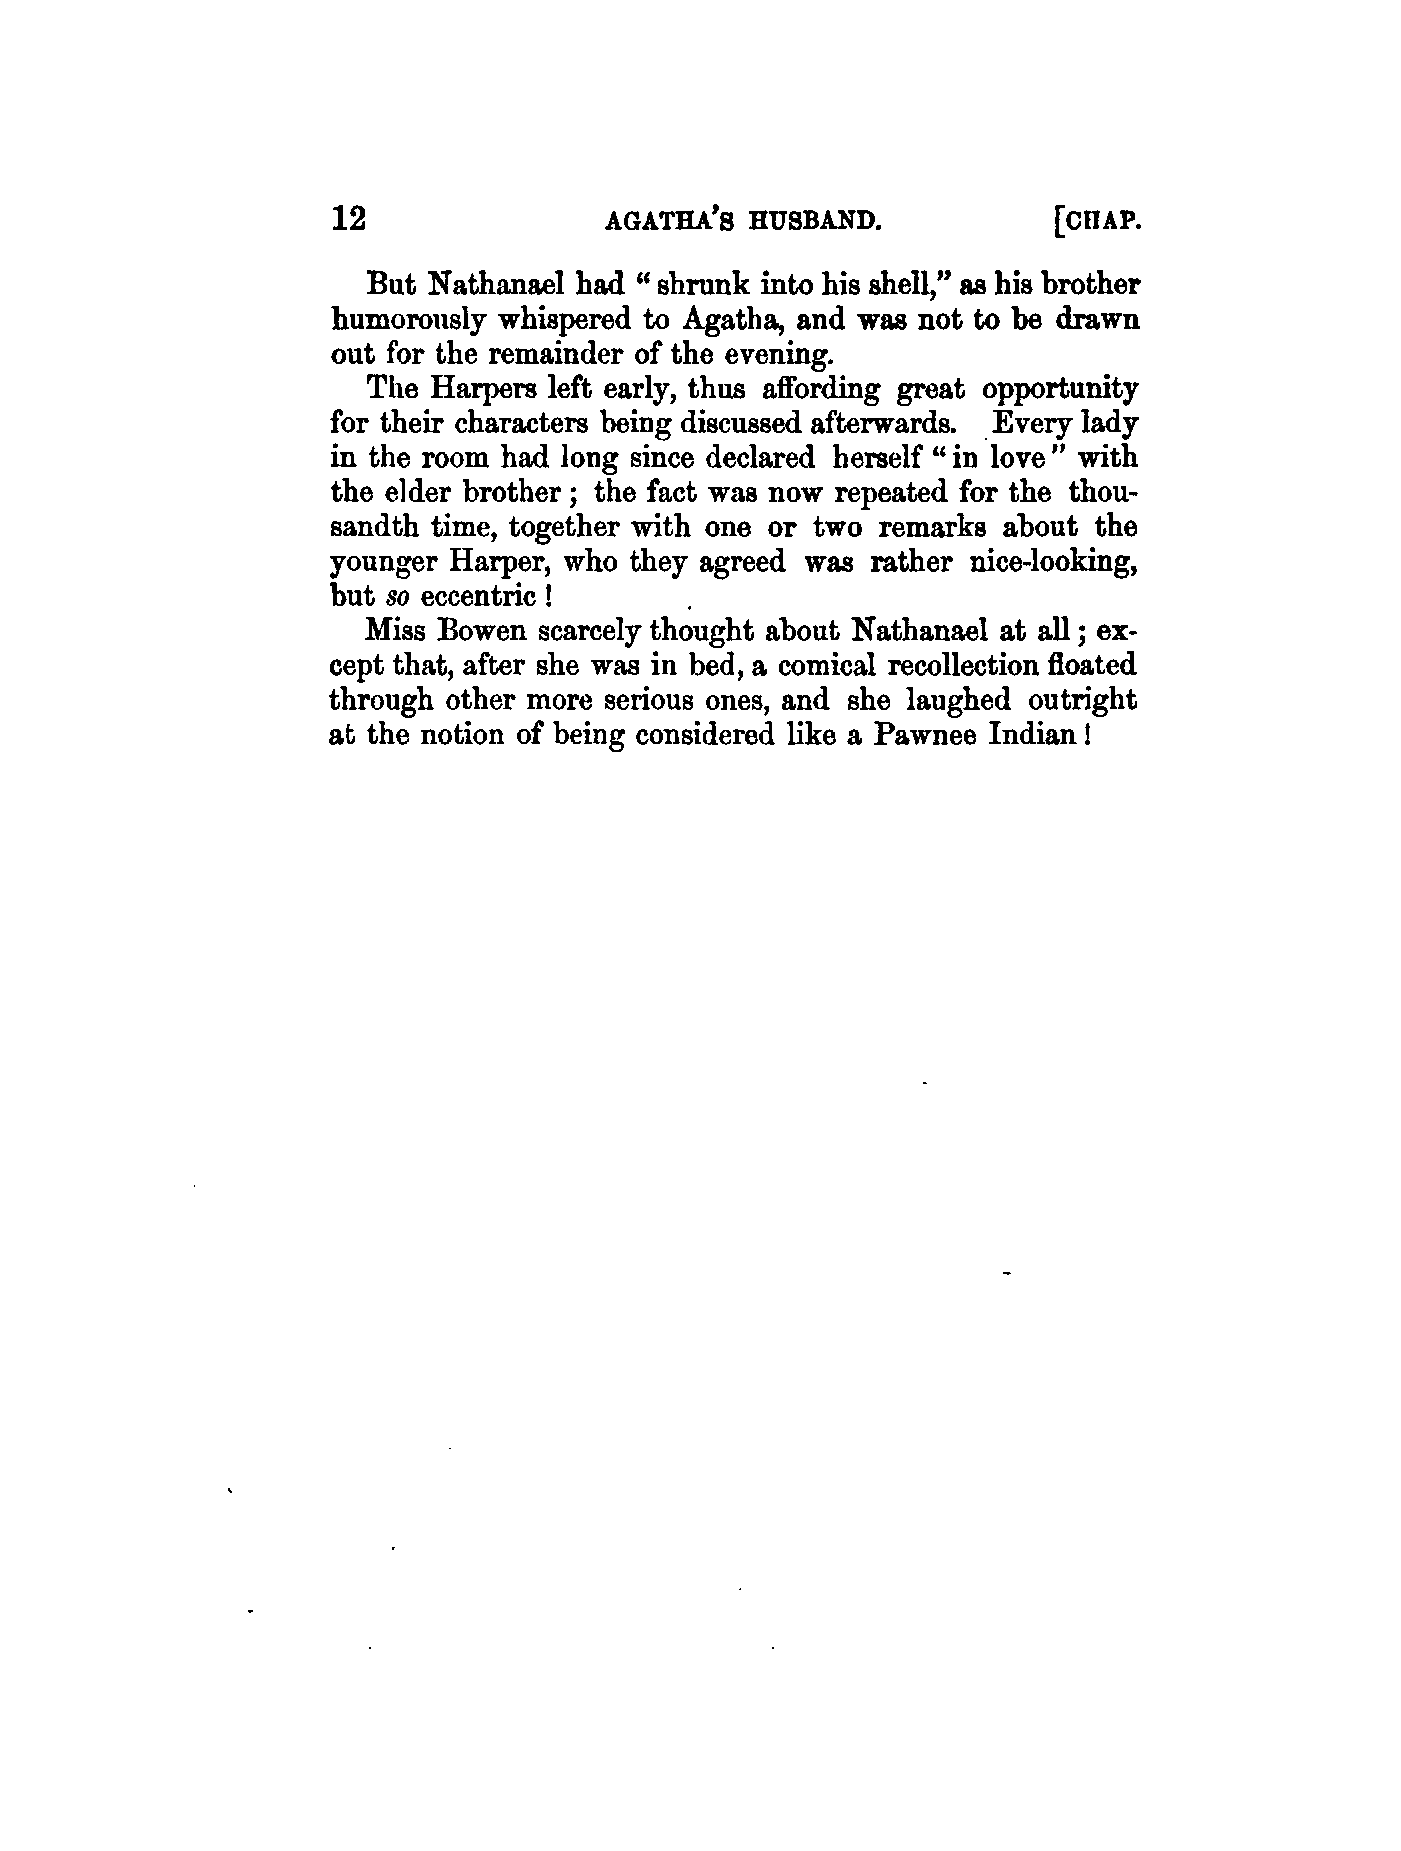 12 AGATHA'S HUSBAND. [CHAP.
But Nathanael had "shrunk into his shell," as his brother
humorously whispered to Agatha, and was not to be drawn
out for the remainder of the evening.
The Harpers left early, thus affording great opportunity
for their characters being discussed afterwards. Every lady
in the room had long since declared herself "in love" with
the elder brother; the fact was now repeated for the thou-
sandth time, together with one or two remarks about the
younger Harper, who they agreed was rather nice-looking,
but so eccentric!
Miss Bowen scarcely thought about Nathanael at all; ex-
cept that, after she was in bed, a comical recollection floated
through other more serious ones, and she laughed outright
at the notion of being considered like a Pawnee Indian!